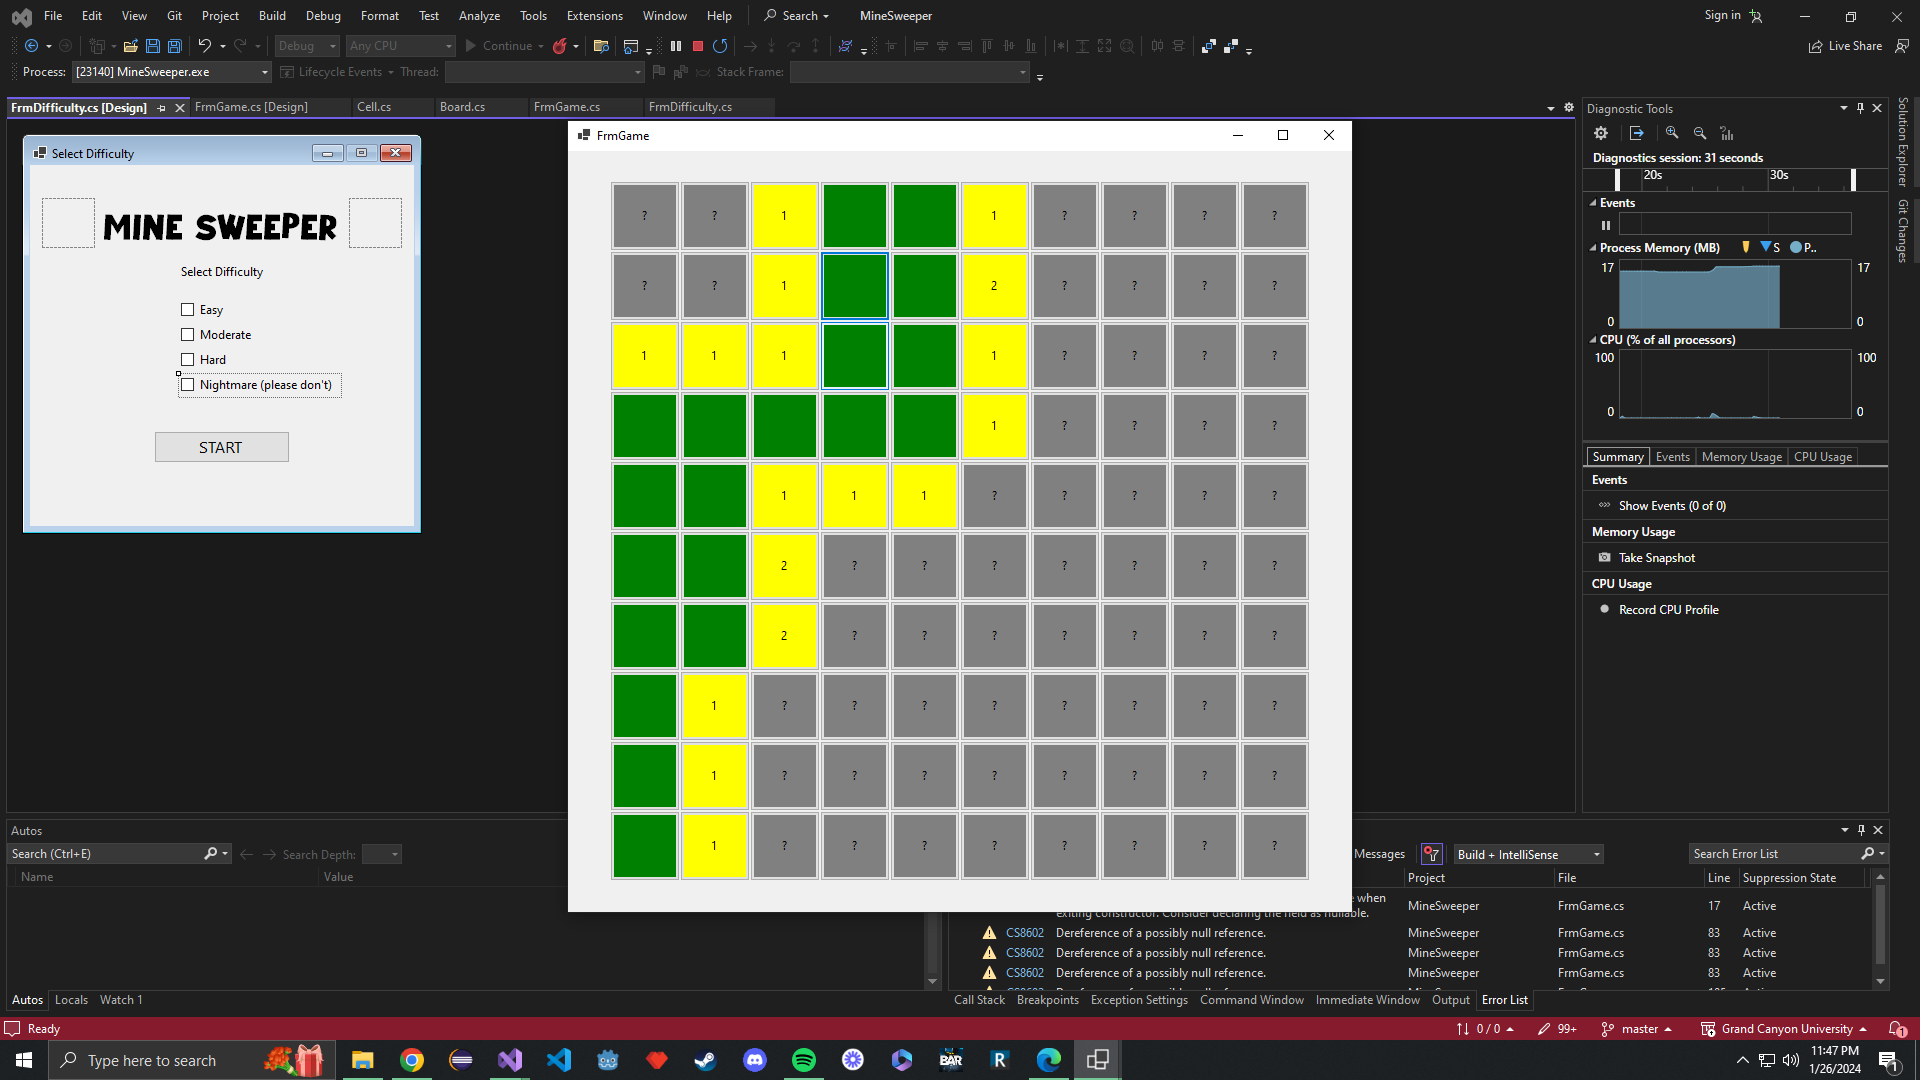 File Edit View Git Project Build Debug Format Test Analyze Tools Extensions Window Help Search MineSweeper Sign in
Debug Any CPU Continue Live Share
Process: [23140] MineSweeper.exe Lifecycle Events Thread: Stack Frame:
FrmDifficulty.cs [Design] FrmGame.cs [Design] Cell.cs Board.cs FrmGame.cs FrmDifficulty.cs
Select Difficulty
MINE SWEEPER
Select Difficulty
Easy
Moderate
Hard
Nightmare (please don't)
START
FrmGame
? ? 1 1 ? ? ? ?
? ? 1 2 ? ? ? ?
1 1 1 1 ? ? ? ?
1 ? ? ? ?
1 1 1 ? ? ? ? ?
2 ? ? ? ? ? ? ?
2 ? ? ? ? ? ? ?
1 ? ? ? ? ? ? ? ?
1 ? ? ? ? ? ? ? ?
1 ? ? ? ? ? ? ? ?
Diagnostic Tools
Diagnostics session: 31 seconds
20s 30s
Events
Process Memory (MB) S P..
17 17
0 0
CPU (% of all processors)
100 100
0 0
Summary Events Memory Usage CPU Usage
Events
Show Events (0 of 0)
Memory Usage
Take Snapshot
CPU Usage
Record CPU Profile
Solution Explorer
Git Changes
Autos
Search (Ctrl+E) Search Depth:
Name Value
Messages Build + IntelliSense Search Error List
Project File Line Suppression State
when
exiting constructor. Consider declaring the field as nullable. MineSweeper FrmGame.cs 17 Active
CS8602 Dereference of a possibly null reference. MineSweeper FrmGame.cs 83 Active
CS8602 Dereference of a possibly null reference. MineSweeper FrmGame.cs 83 Active
CS8602 Dereference of a possibly null reference. MineSweeper FrmGame.cs 83 Active
Autos Locals Watch 1
Call Stack Breakpoints Exception Settings Command Window Immediate Window Output Error List
Ready 0 / 0 99+ master Grand Canyon University 1
Type here to search BAR R 11:47 PM
1/26/2024 1